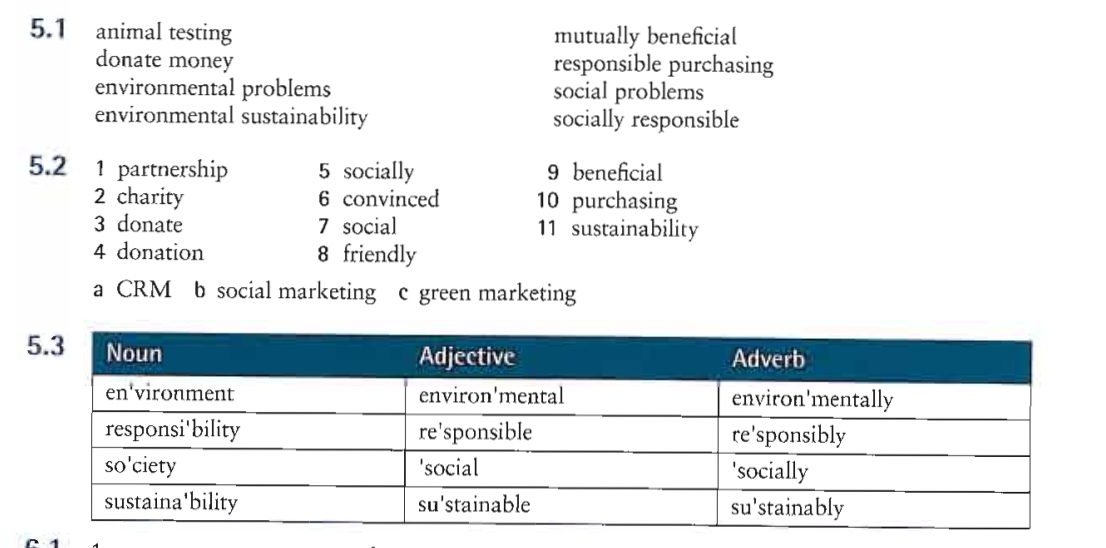 5.1 animal testing mutually beneficial
donate money responsible purchasing
environmental problems social problems
environmental sustainability socially responsible
5.2 1 partnership 5 socially 9 beneficial
2 charity 6 convinced 10 purchasing
3 donate 7 social 11 sustainability
4 donation 8 friendly
a CRM b social marketing c green marketing
5.3 Noun Adjective Adverb
en'vironment environ'mental environ'mentally
responsi'bility re'sponsible re'sponsibly
so'ciety 'social 'socially
sustaina'bility su'stainable su'stainably